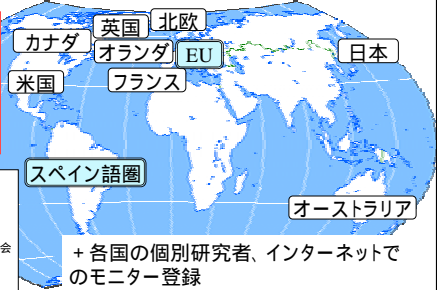 英国
北欧
カナダ
オランダ
EU
日本
米国
フランス
スペイン語圏
オーストラリア
会
+各国の個別研究者、インターネットで
のモニター登録